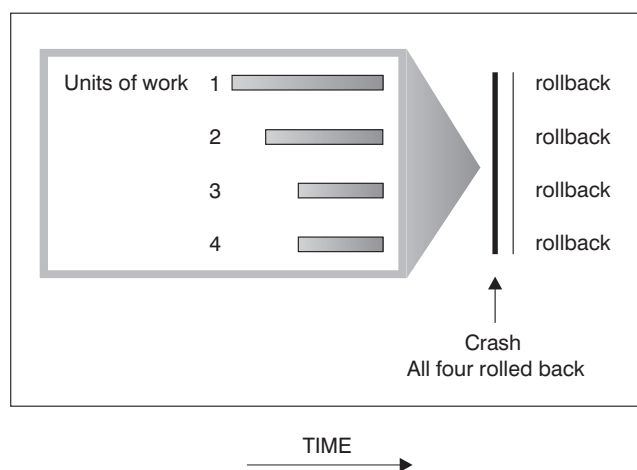 Units of work 1 rollback
2 rollback
3 rollback
4 rollback
Crash
All four rolled back
TIME